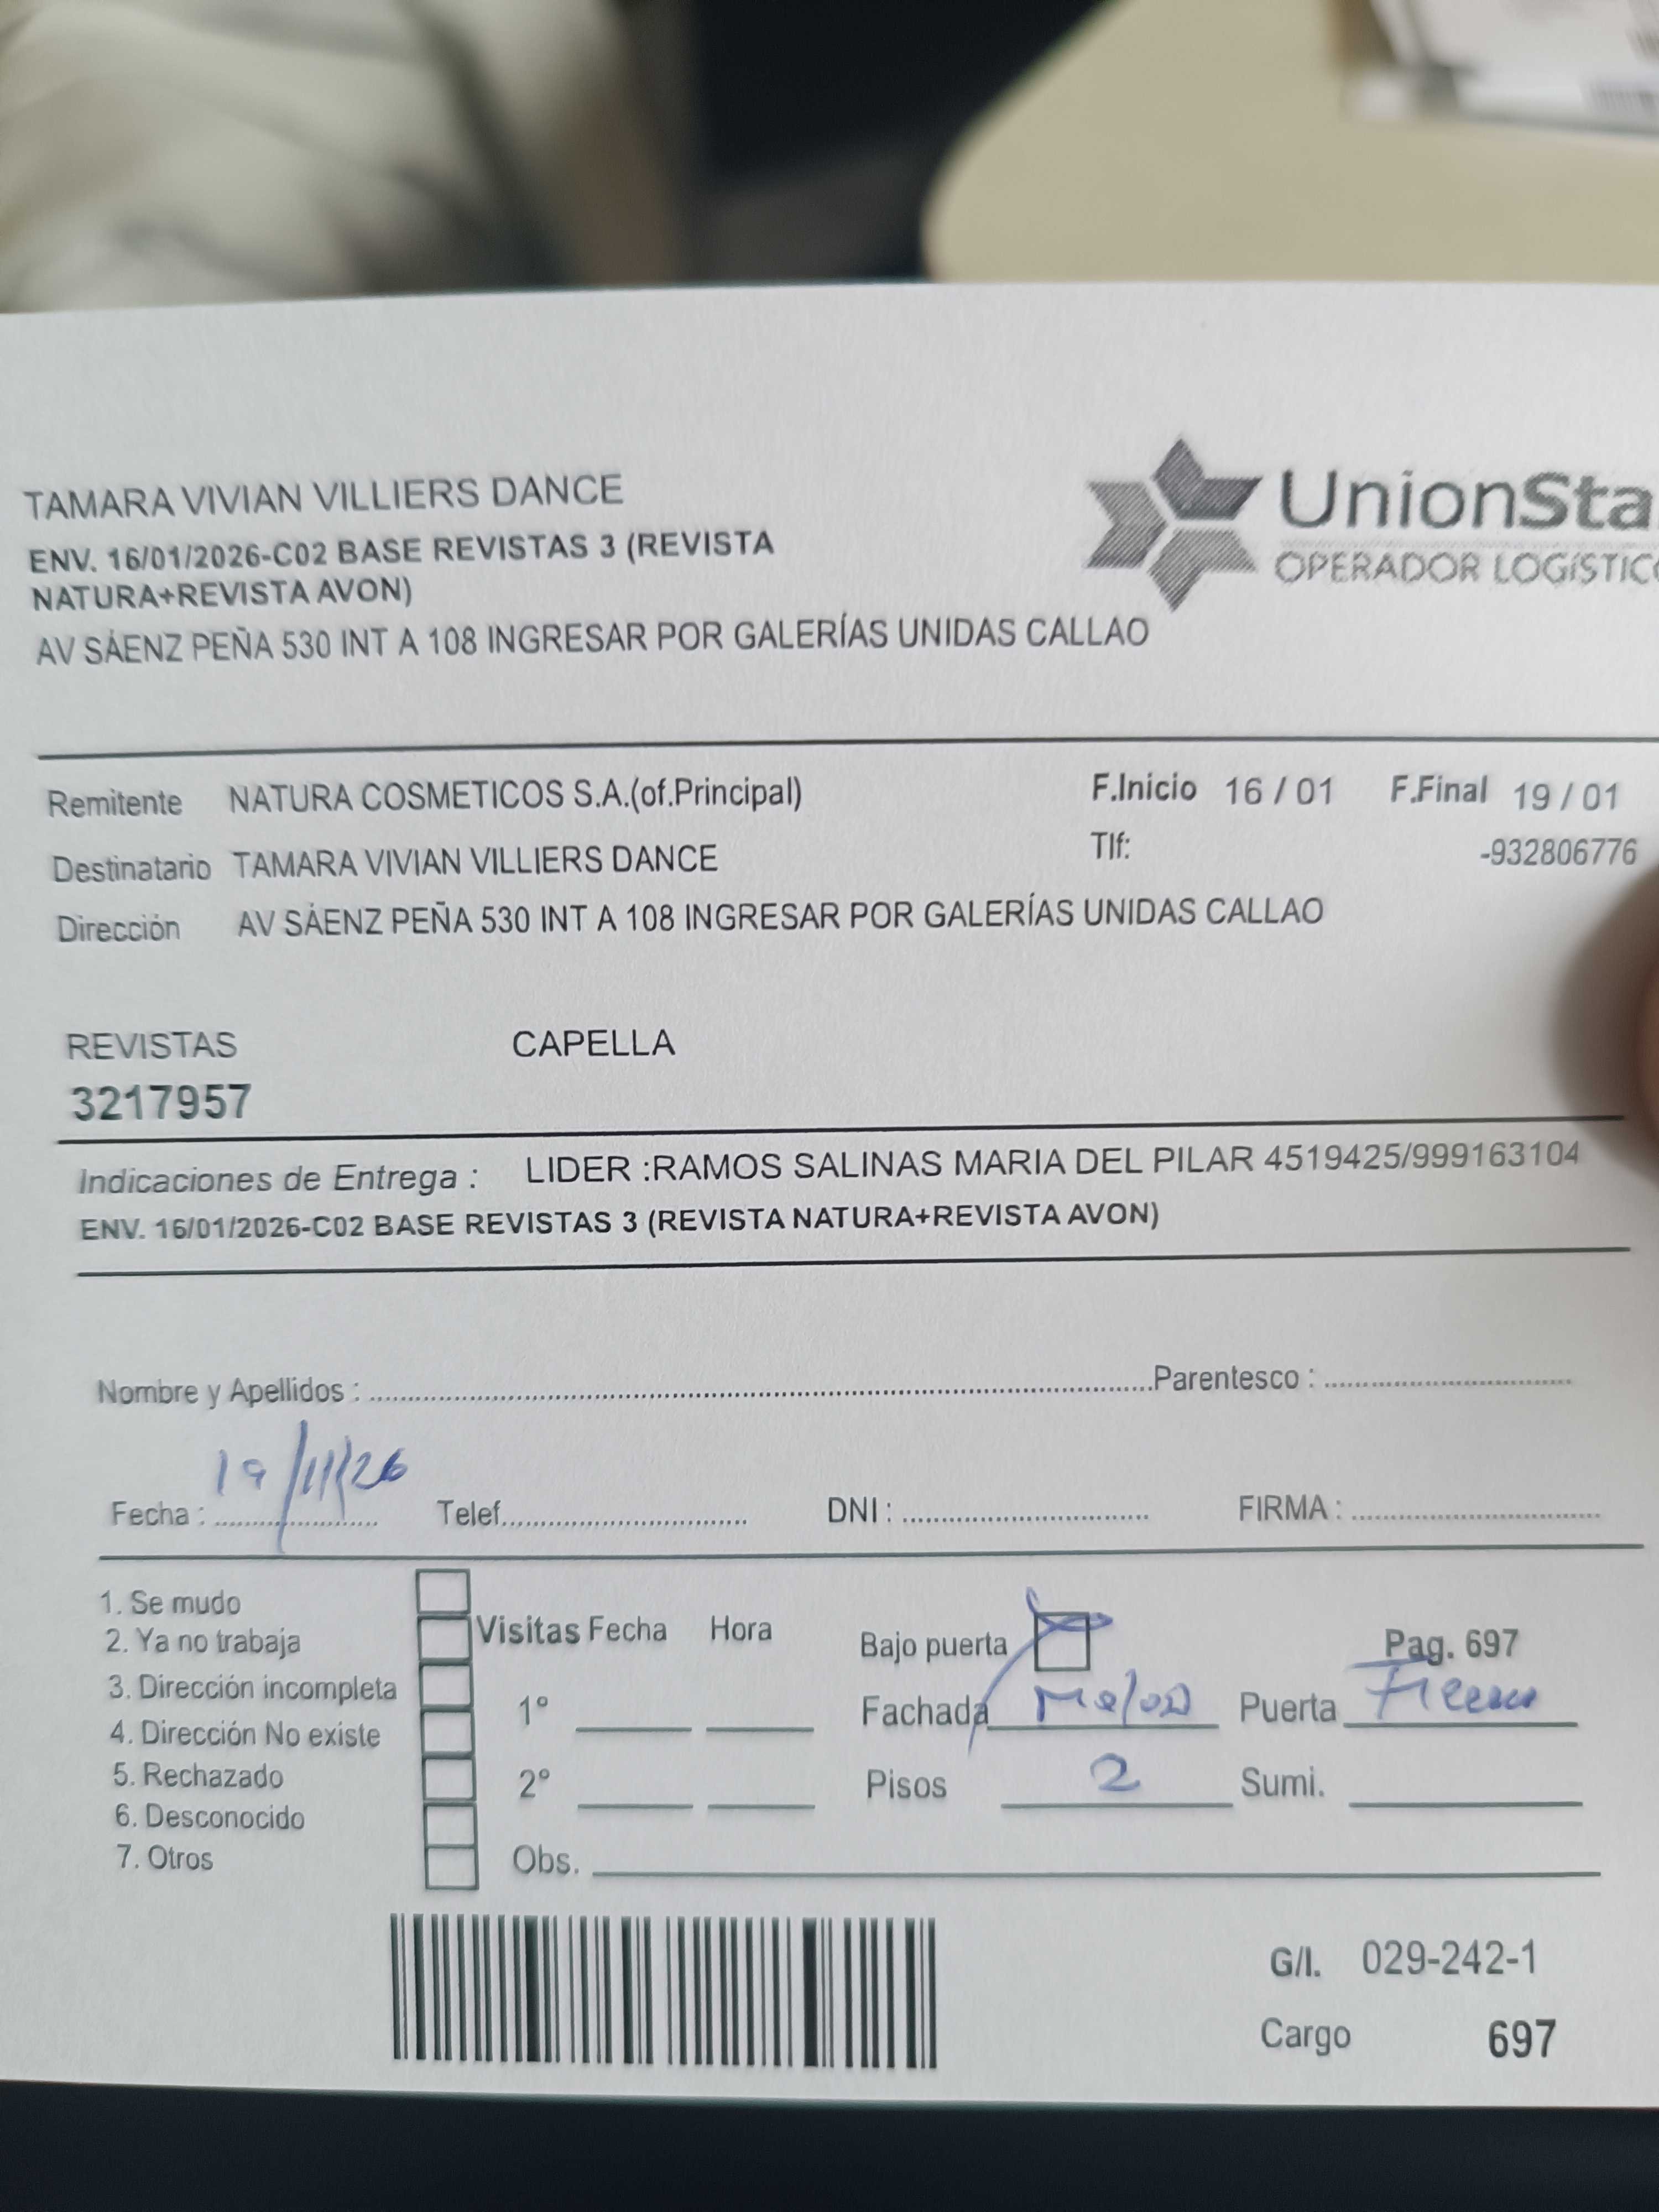 TAMARA VIVIAN VILLIERS DANCE
ENV. 16/01/2026-C02 BASE REVISTAS 3 (REVISTA
NATURA+REVISTA AVON)
AV SÁENZ PEÑA 530 INT A 108 INGRESAR POR GALERÍAS UNIDAS CALLAO
UnionSta
OPERADOR LOGÍSTICO
Remitente NATURA COSMETICOS S.A.(of.Principal) F.Inicio 16 / 01 F.Final 19 / 01
Destinatario TAMARA VIVIAN VILLIERS DANCE Tlf: -932806776
Dirección AV SÁENZ PEÑA 530 INT A 108 INGRESAR POR GALERÍAS UNIDAS CALLAO
REVISTAS CAPELLA
3217957
Indicaciones de Entrega : LIDER :RAMOS SALINAS MARIA DEL PILAR 4519425/999163104
ENV. 16/01/2026-C02 BASE REVISTAS 3 (REVISTA NATURA+REVISTA AVON)
Nombre y Apellidos : Parentesco :
Fecha : Telef. DNI : FIRMA :
1. Se mudo
2. Ya no trabaja
3. Dirección incompleta
4. Dirección No existe
5. Rechazado
6. Desconocido
7. Otros
Visitas Fecha Hora
1°
2°
Obs.
Bajo puerta Pag. 697
Fachada Puerta
Pisos 2 Sumi.
G/I. 029-242-1
Cargo 697